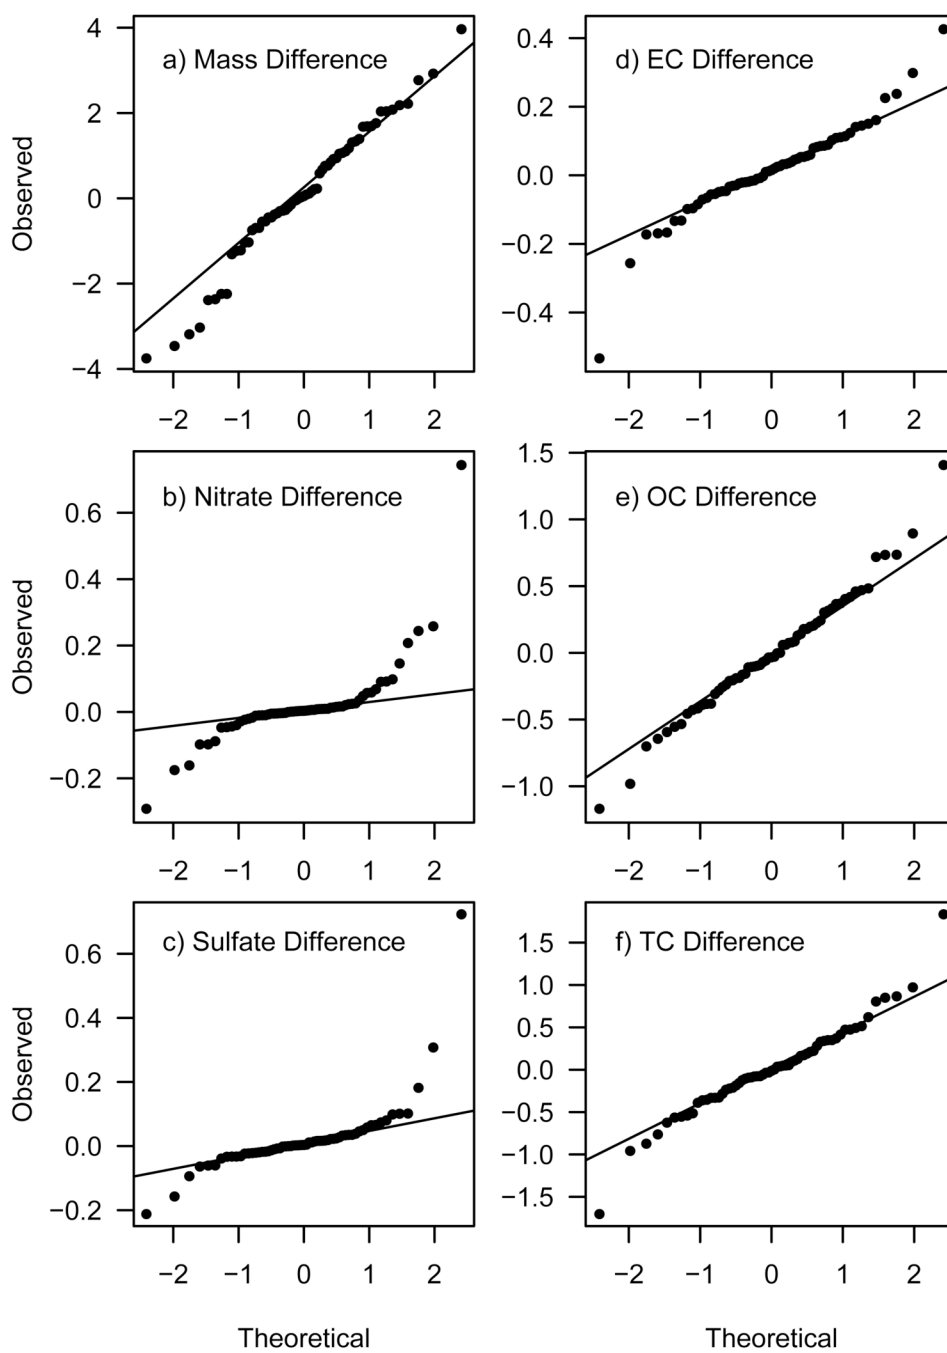 a) Mass Difference
4
2
0
−2
−4
Observed
−2 −1 0 1 2
d) EC Difference
0.4
0.2
0.0
−0.2
−0.4
−2 −1 0 1 2
b) Nitrate Difference
0.6
0.4
0.2
0.0
−0.2
Observed
−2 −1 0 1 2
e) OC Difference
1.5
1.0
0.5
0.0
−0.5
−1.0
−2 −1 0 1 2
c) Sulfate Difference
0.6
0.4
0.2
0.0
−0.2
Observed
−2 −1 0 1 2
Theoretical
f) TC Difference
1.5
1.0
0.5
0.0
−0.5
−1.0
−1.5
−2 −1 0 1 2
Theoretical